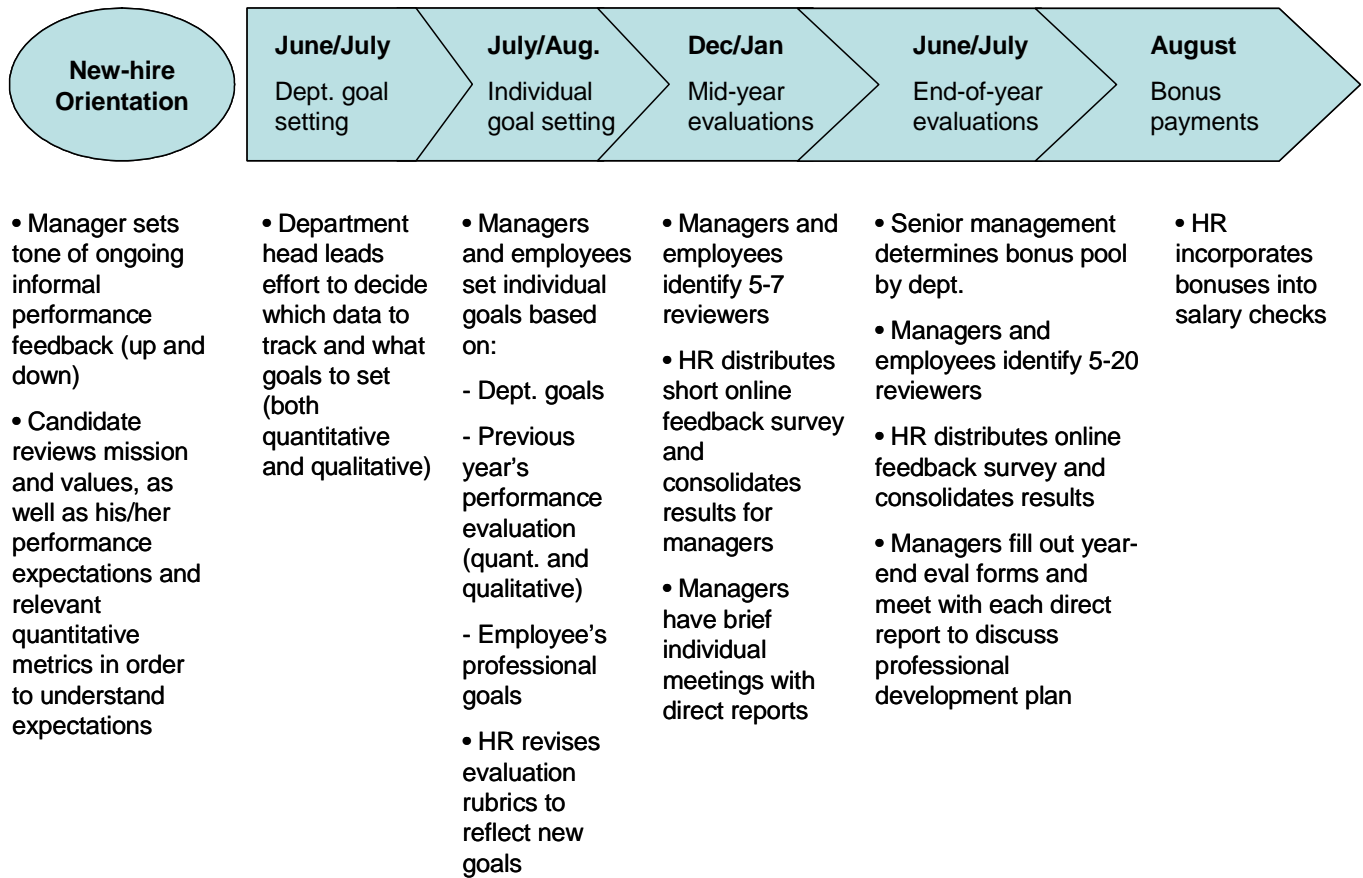 New-hire
Orientation
June/July
Dept. goal
setting
July/Aug.
Individual
goal setting
Dec/Jan
Mid-year
evaluations
June/July
End-of-year
evaluations
August
Bonus
payments
• Manager sets
tone of ongoing
informal
performance
feedback (up and
down)
• Candidate
reviews mission
and values, as
well as his/her
performance
expectations and
relevant
quantitative
metrics in order
to understand
expectations
• Department
head leads
effort to decide
which data to
track and what
goals to set
(both
quantitative
and qualitative)
• Managers
and employees
set individual
goals based
on:
- Dept. goals
- Previous
year's
performance
evaluation
(quant. and
qualitative)
- Employee's
professional
goals
• HR revises
evaluation
rubrics to
reflect new
goals
• Managers and
employees
identify 5-7
reviewers
• HR distributes
short online
feedback survey
and
consolidates
results for
managers
• Managers
have brief
individual
meetings with
direct reports
• Senior management
determines bonus pool
by dept.
• Managers and
employees identify 5-20
reviewers
• HR distributes online
feedback survey and
consolidates results
• Managers fill out year-
end eval forms and
meet with each direct
report to discuss
professional
development plan
• HR
incorporates
bonuses into
salary checks